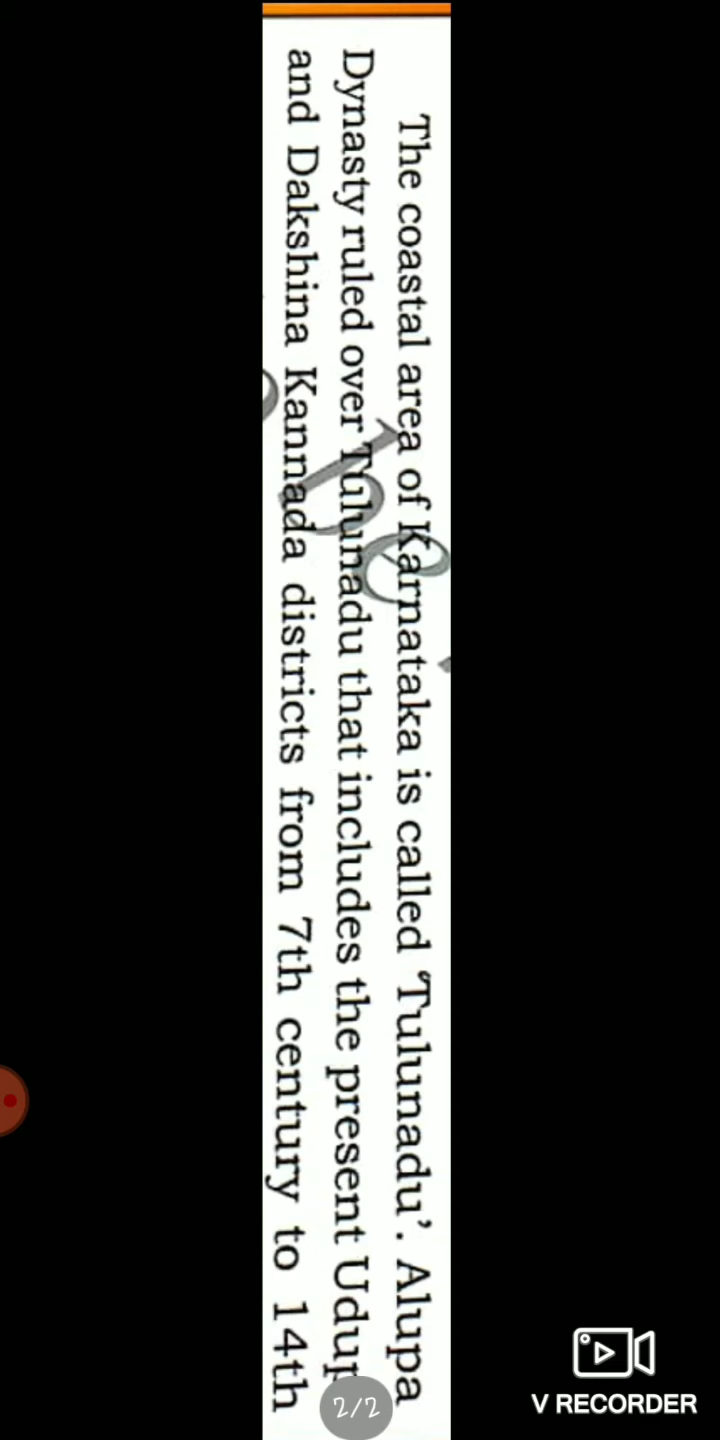 The coastal area of Karnataka is called 'Tulunadu'. Alupa
Dynasty ruled over Tulunadu that includes the present
and Dakshina Kannada districts from 7th century to 14th
be
2/2
V RECORDER